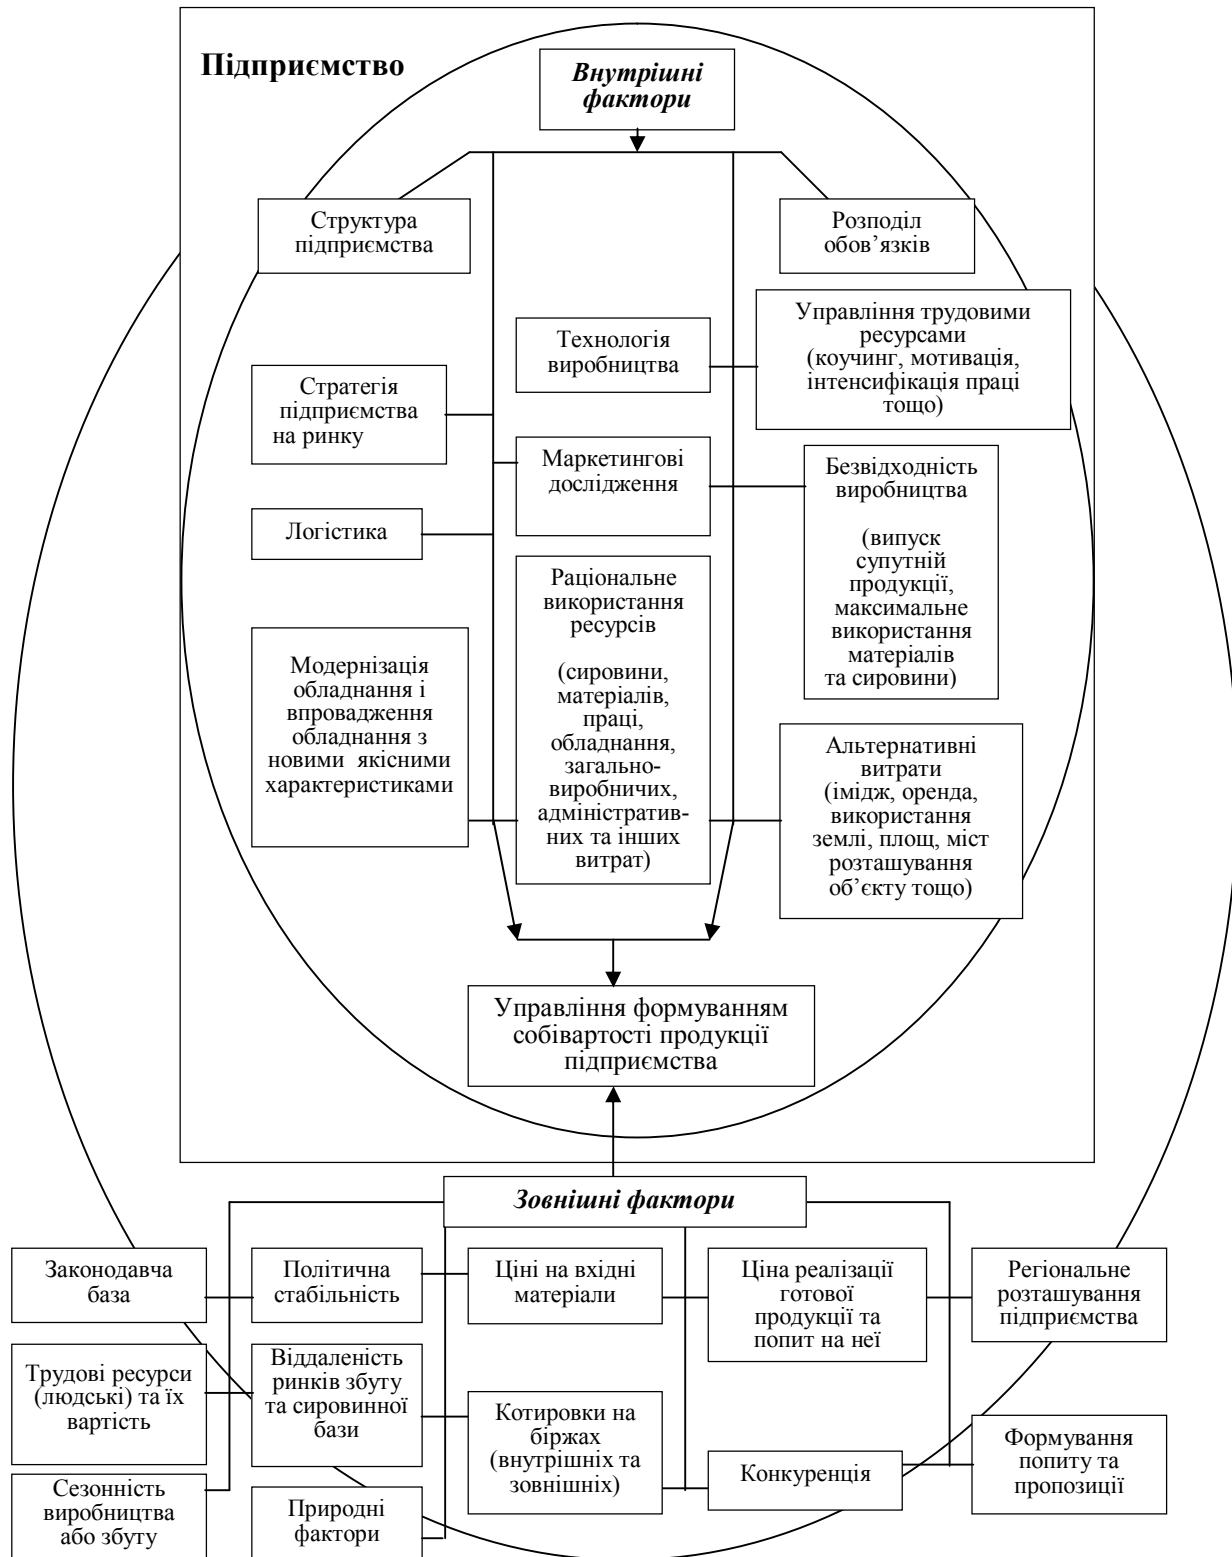 Підприємство
Внутрішні
фактори
Структура
підприємства
Розподіл
обов’язків
Технологія
виробництва
Управління трудовими
ресурсами
(коучинг, мотивація,
інтенсифікація праці
тощо)
Стратегія
підприємства
на ринку
Маркетингові
дослідження
Безвідходність
виробництва
(випуск
супутній
продукції,
максимальне
використання
матеріалів
та сировини)
Логістика
Раціональне
використання
ресурсів
(сировини,
матеріалів,
праці,
обладнання,
загально-
виробничих,
адміністратив-
них та інших
витрат)
Модернізація
обладнання і
впровадження
обладнання з
новими якісними
характеристиками
Альтернативні
витрати
(імідж, оренда,
використання
землі, площ, міст
розташування
об’єкту тощо)
Управління формуванням
собівартості продукції
підприємства
Зовнішні фактори
Законодавча
база
Політична
стабільність
Ціні на вхідні
матеріали
Ціна реалізації
готової
продукції та
попит на неї
Регіональне
розташування
підприємства
Трудові ресурси
(людські) та їх
вартість
Віддаленість
ринків збуту
та сировинної
бази
Котировки на
біржах
(внутрішніх та
зовнішніх)
Конкуренція
Формування
попиту та
пропозиції
Сезонність
виробництва
або збуту
Природні
фактори